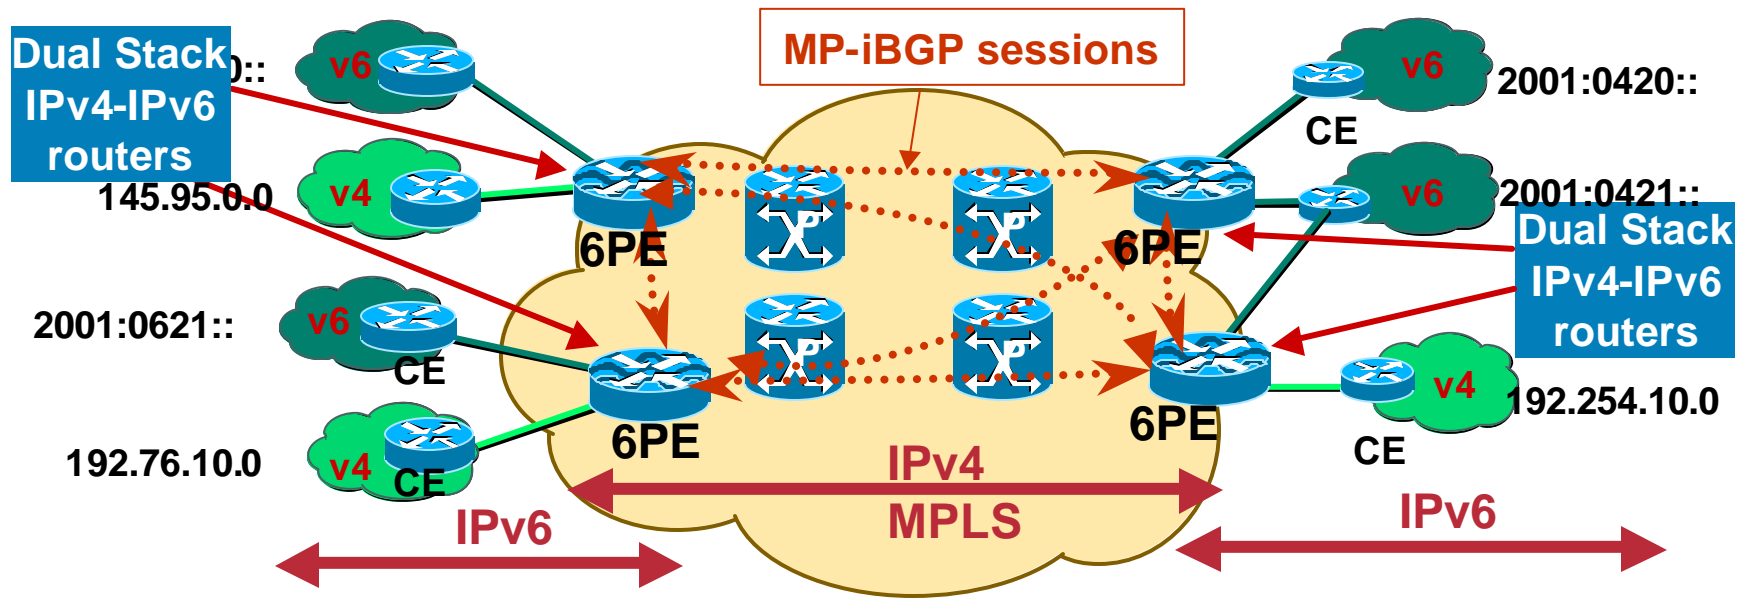 MP-iBGP sessions
Dual Stack
IPv4-IPv6
routers
0::
v6
v6
2001:0420::
CE
145.95.0.0
v4
v6
2001:0421::
P
P
6PE
6PE
Dual Stack
IPv4-IPv6
routers
2001:0621::
v6
CE
P
P
6PE
6PE
v4
192.254.10.0
CE
192.76.10.0
v4
CE
IPv4
MPLS
IPv6
IPv6